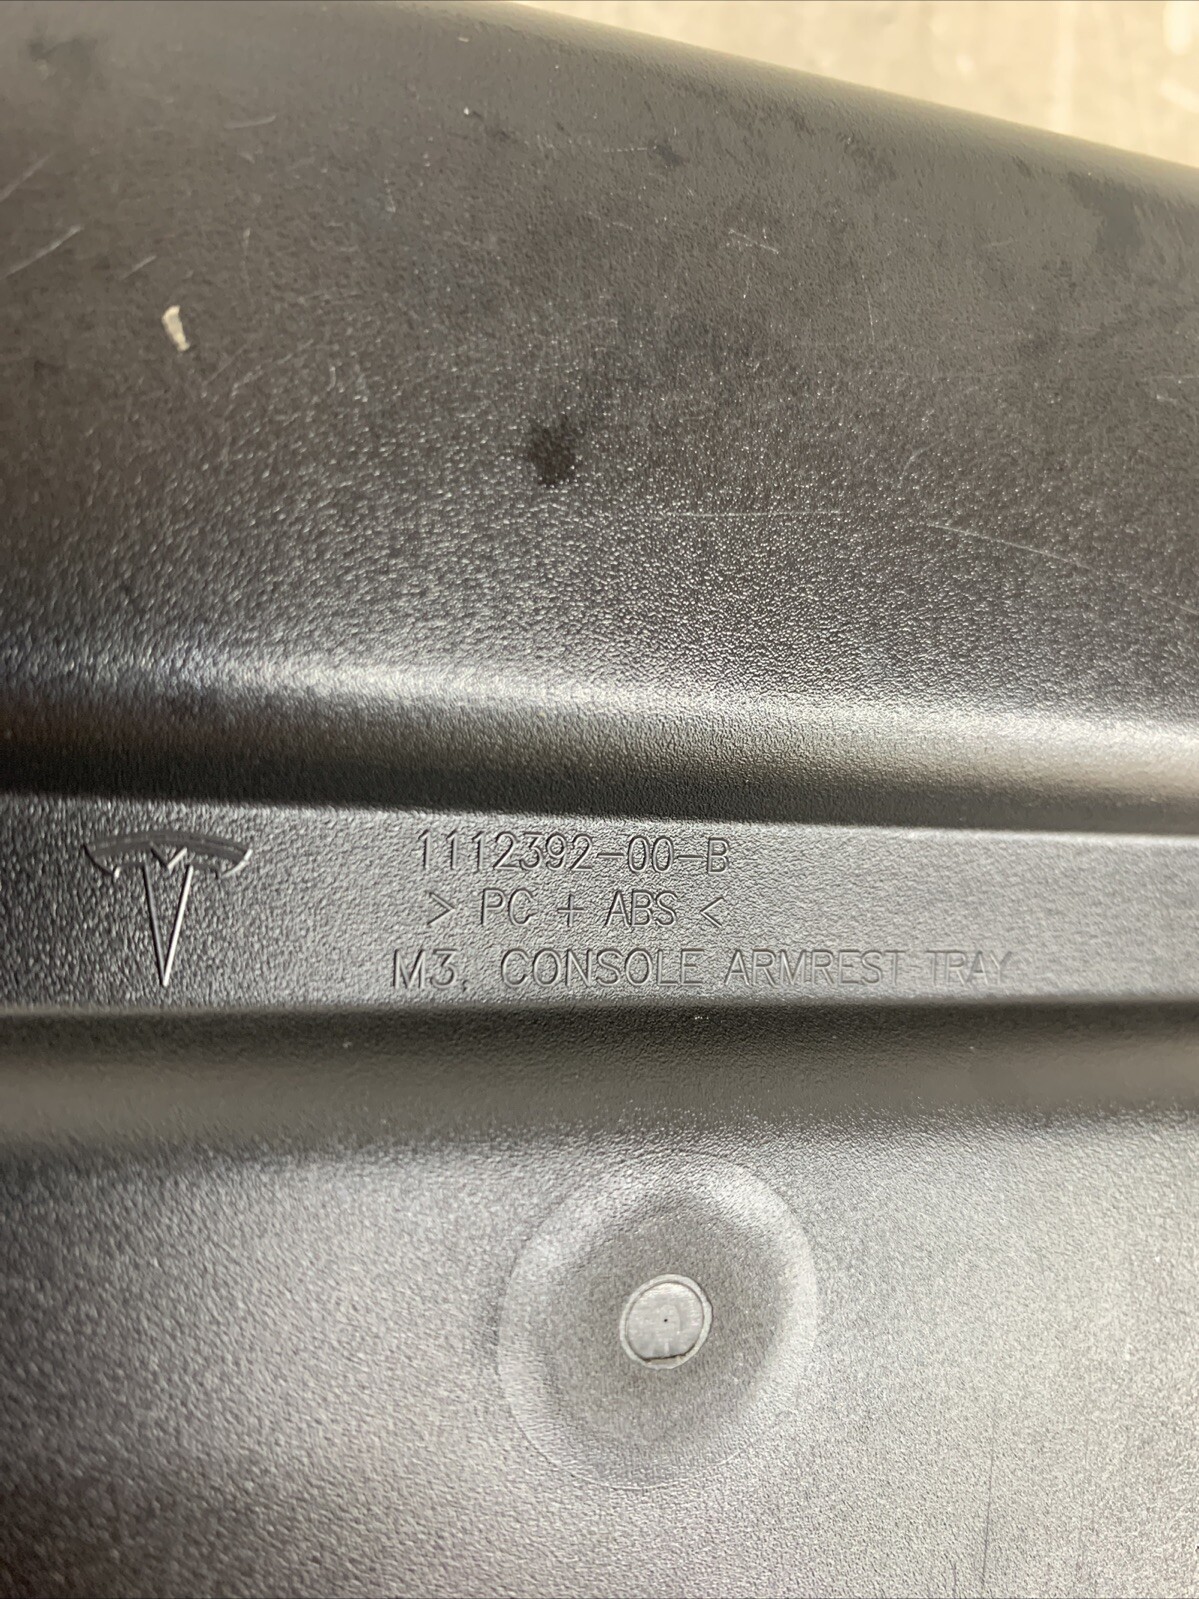 1112392-00-B
> PC + ABS <
M3, CONSOLE ARMREST TRAY